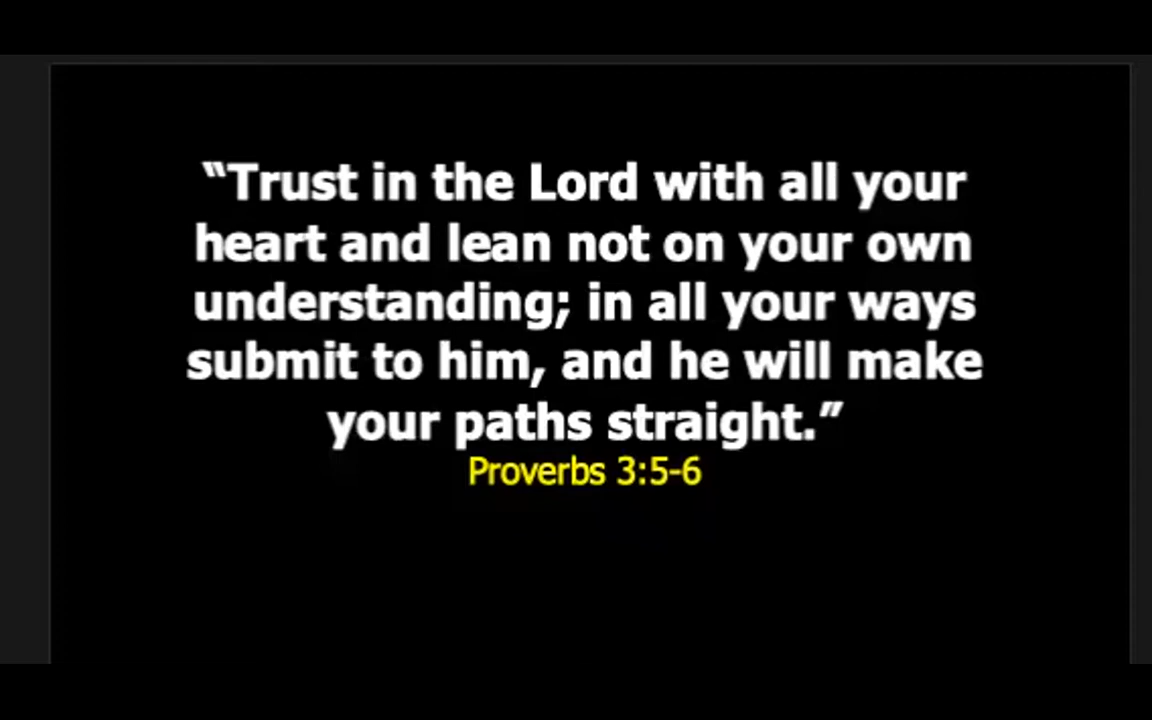 “Trust in the Lord with all your
heart and lean not on your own
understanding; in all your ways
submit to him, and he will make
your paths straight.”
Proverbs 3:5-6